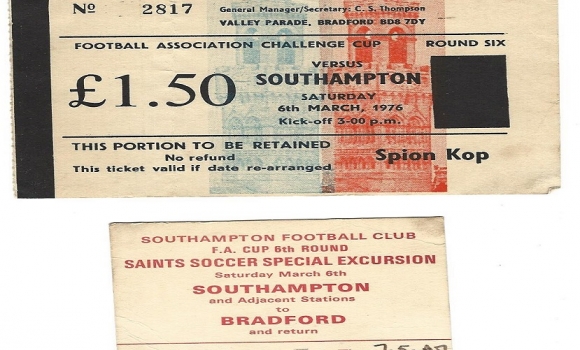 Nº 2817
General Manager/Secretary: C. S. Thompson
VALLEY PARADE, BRADFORD BD8 7DY
FOOTBALL ASSOCIATION CHALLENGE CUP ROUND SIX
VERSUS
£1.50 SOUTHAMPTON
SATURDAY
6th MARCH, 1976
Kick-off 3-00 p.m.
THIS PORTION TO BE RETAINED
No refund
This ticket valid if date re-arranged
Spion Kop
SOUTHAMPTON FOOTBALL CLUB
F.A. CUP 6th ROUND
SAINTS SOCCER SPECIAL EXCURSION
Saturday March 6th
SOUTHAMPTON
and Adjacent Stations
to
BRADFORD
and return